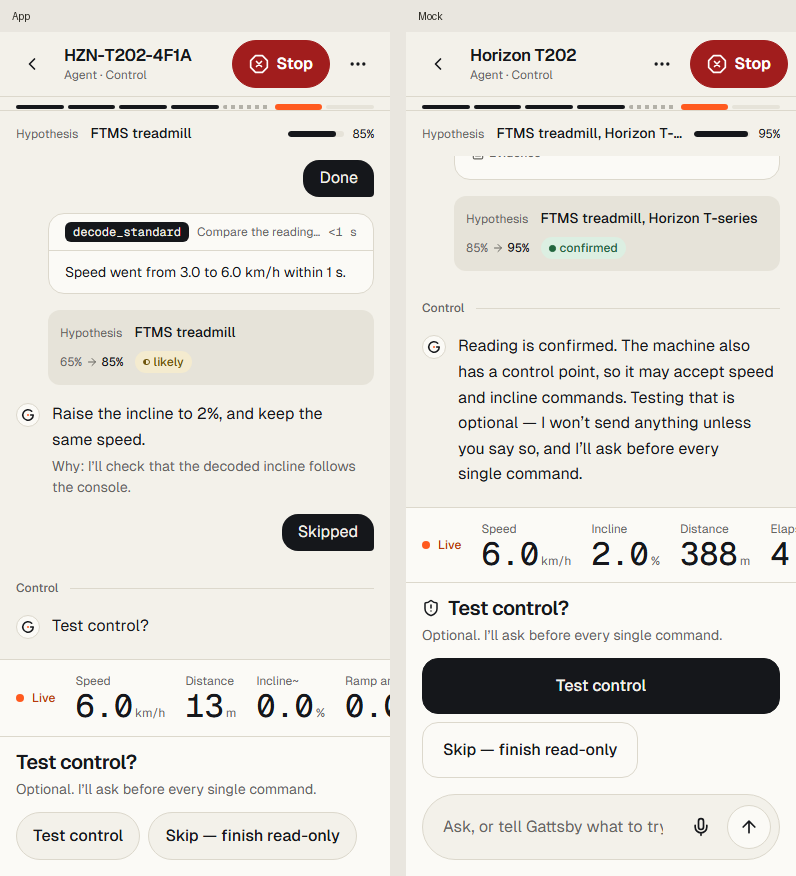 App
HZN-T202-4F1A
Agent · Control
Stop
Hypothesis FTMS treadmill 85%
Done
decode_standard Compare the reading… <1 s
Speed went from 3.0 to 6.0 km/h within 1 s.
Hypothesis FTMS treadmill
65% → 85% likely
Raise the incline to 2%, and keep the
same speed.
Why: I’ll check that the decoded incline follows
the console.
Skipped
Control
G Test control?
Live
Speed Distance Incline~ Ramp
6.0 km/h 13 m 0.0 %
Test control?
Optional. I’ll ask before every single command.
Test control Skip — finish read-only
Mock
Horizon T202
Agent · Control
Stop
Hypothesis FTMS treadmill, Horizon T-… 95%
Hypothesis FTMS treadmill, Horizon T-series
85% → 95% confirmed
Control
G Reading is confirmed. The machine also
has a control point, so it may accept speed
and incline commands. Testing that is
optional — I won’t send anything unless
you say so, and I’ll ask before every
single command.
Live
Speed Incline Distance
6.0 km/h 2.0 % 388 m 4
Test control?
Optional. I’ll ask before every single command.
Test control
Skip — finish read-only
Ask, or tell Gattsby what to try